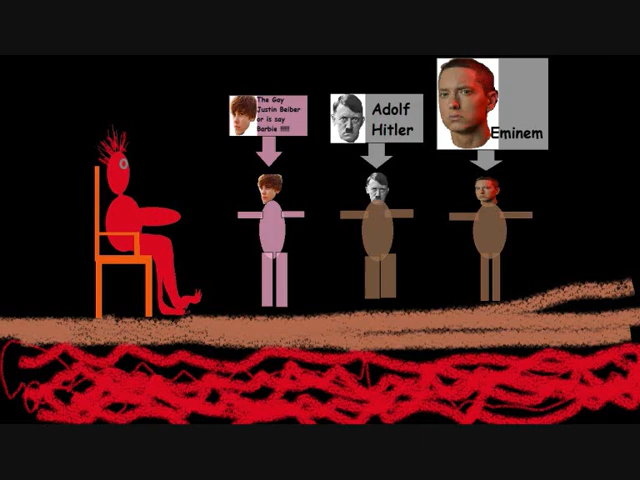 The Gay
Justin Beiber
or is say
Barbie !!!!!
Adolf
Hitler
Eminem